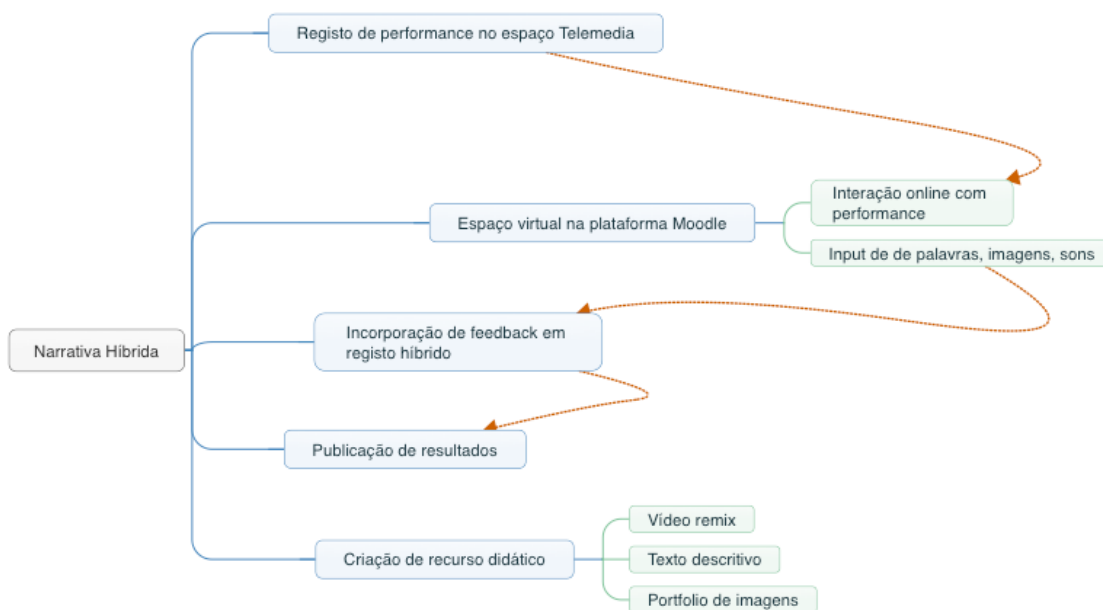 Registo de performance no espaço Telemedia
Interação online com
performance
Espaço virtual na plataforma Moodle
Input de de palavras, imagens, sons
Incorporação de feedback em
registo híbrido
Narrativa Híbrida
Publicação de resultados
Vídeo remix
Criação de recurso didático
Texto descritivo
Portfolio de imagens